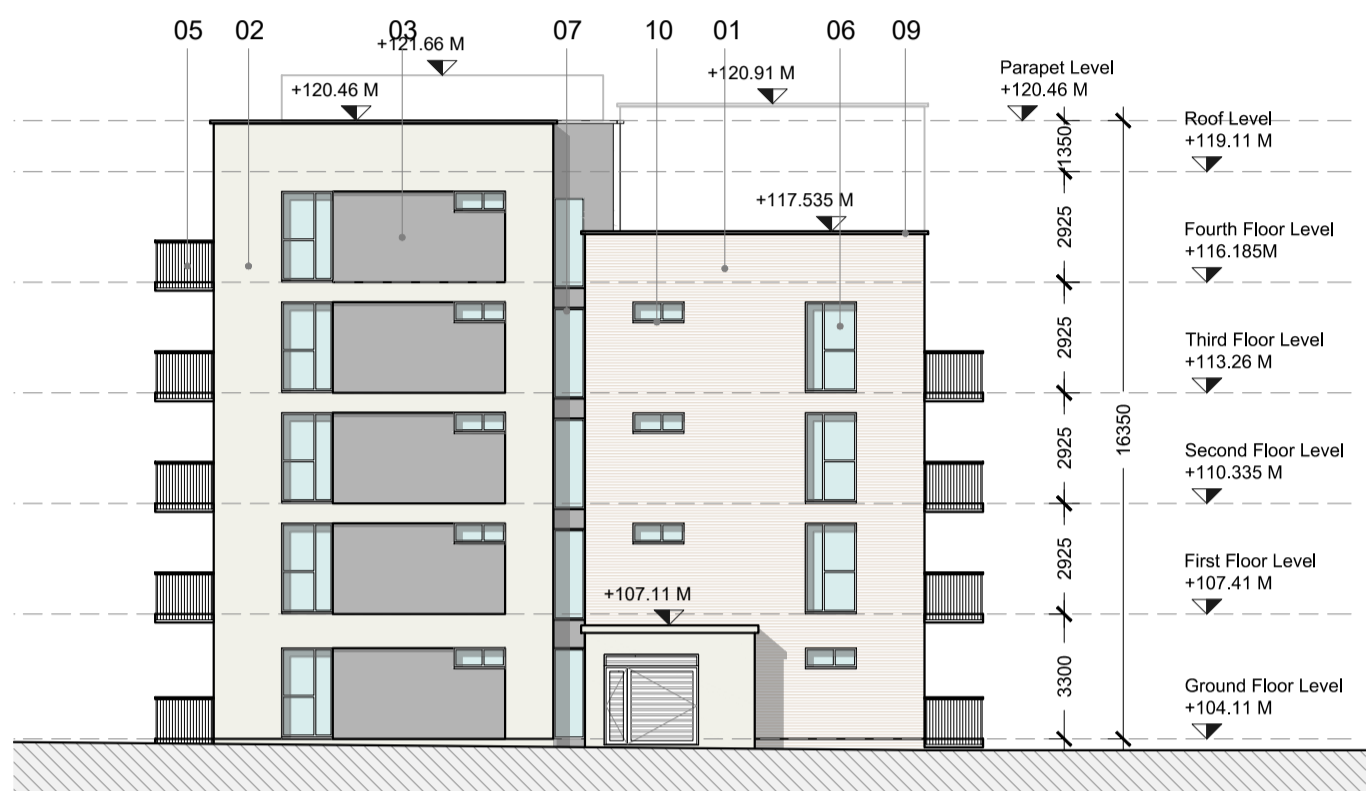 05 02 03 07 10 01 06 09
+121.66 M
+120.46 M
+120.91 M
+117.535 M
+107.11 M
Parapet Level
+120.46 M
1350
2925
2925
2925
2925
3300
16350
Roof Level
+119.11 M
Fourth Floor Level
+116.185M
Third Floor Level
+113.26 M
Second Floor Level
+110.335 M
First Floor Level
+107.41 M
Ground Floor Level
+104.11 M